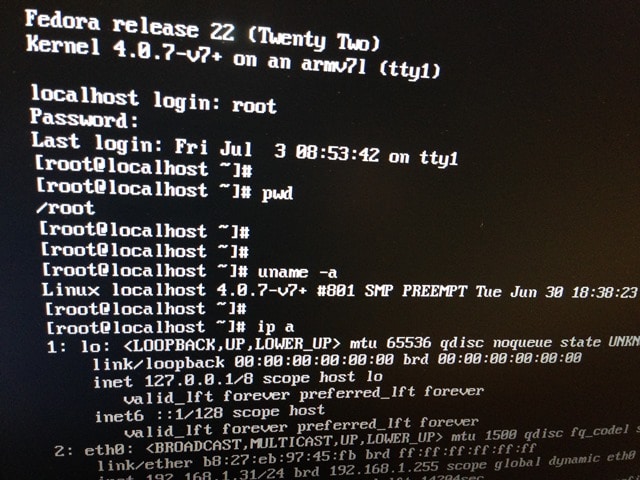 Fedora release 22 (Twenty Two)
Kernel 4.0.7-v7+ on an armv7l (tty1)
localhost login: root
Password:
Last login: Fri Jul  3 08:53:42 on tty1
[root@localhost ~]#
[root@localhost ~]# pwd
/root
[root@localhost ~]#
[root@localhost ~]#
[root@localhost ~]# uname -a
Linux localhost 4.0.7-v7+ #801 SMP PREEMPT Tue Jun 30 18:38:23
[root@localhost ~]#
[root@localhost ~]# ip a
1: lo: <LOOPBACK,UP,LOWER_UP> mtu 65536 qdisc noqueue state UNKN
link/loopback 00:00:00:00:00:00 brd 00:00:00:00:00:00
inet 127.0.0.1/8 scope host lo
valid_lft forever preferred_lft forever
inet6 ::1/128 scope host
valid_lft forever preferred_lft forever
2: eth0: <BROADCAST,MULTICAST,UP,LOWER_UP> mtu 1500 qdisc fq_codel s
link/ether b8:27:eb:97:45:fb brd ff:ff:ff:ff:ff:ff
inet 192.168.1.31/24 brd 192.168.1.255 scope global dynamic eth0